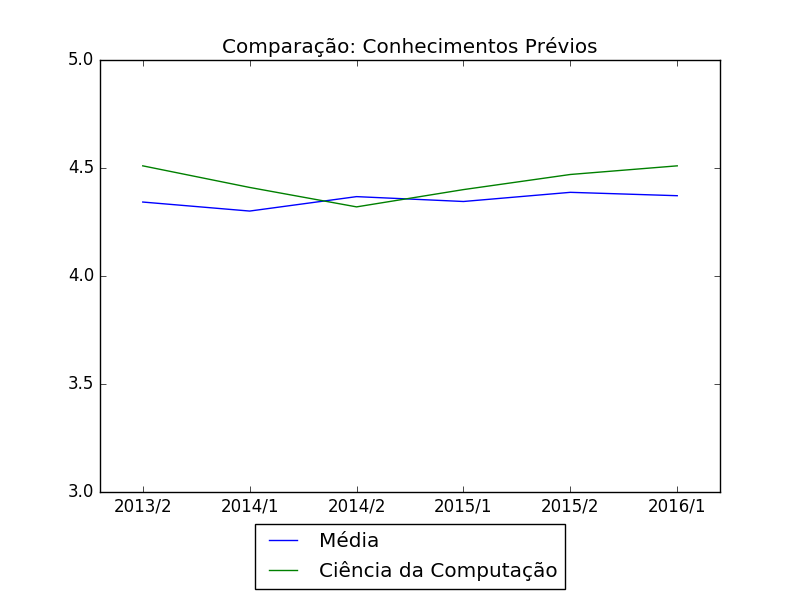 Comparação: Conhecimentos Prévios
5.0
4.5
4.0
3.5
3.0
2013/2 2014/1 2014/2 2015/1 2015/2 2016/1
Média
Ciência da Computação